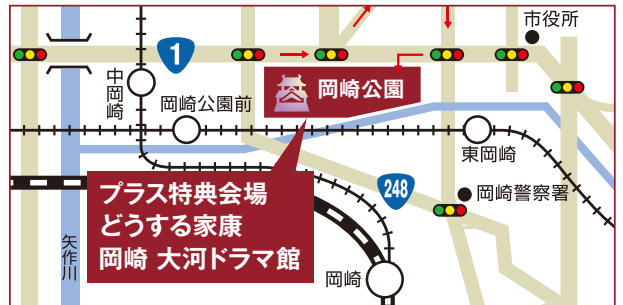 市役所
1
中岡崎
岡崎公園
岡崎公園前
東岡崎
248
岡崎警察署
プラス特典会場
どうする家康
岡崎 大河ドラマ館
矢作川
岡崎